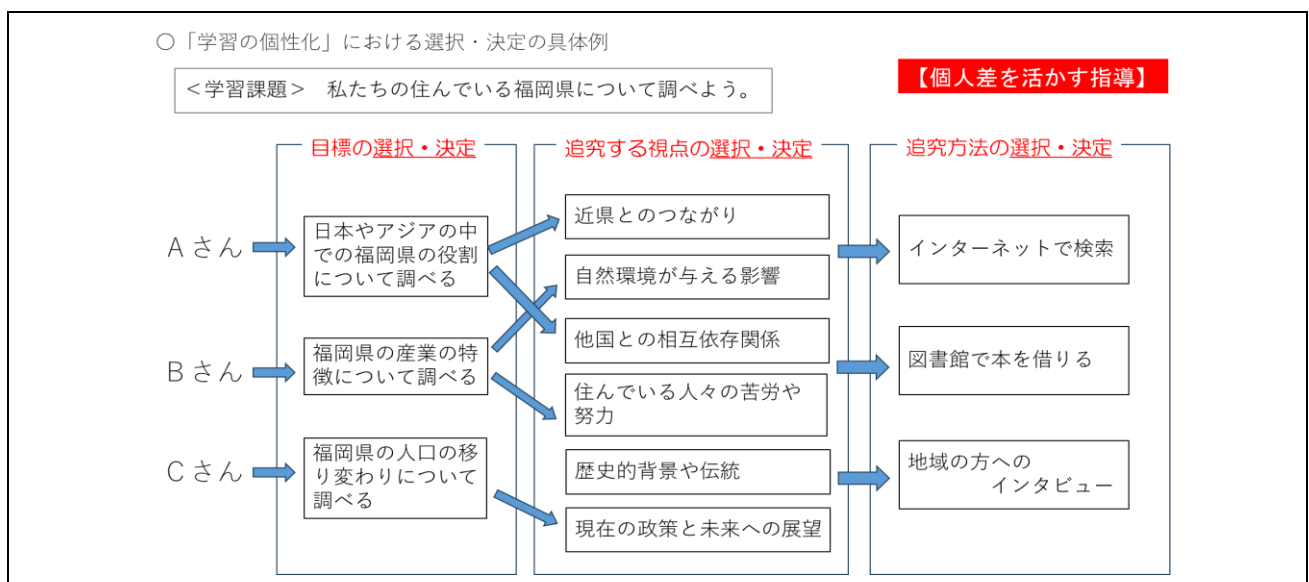 〇「学習の個性化」における選択・決定の具体例
＜学習課題＞　私たちの住んでいる福岡県について調べよう。
【個人差を活かす指導】
目標の選択・決定
追究する視点の選択・決定
追究方法の選択・決定
Aさん
日本やアジアの中
での福岡県の役割
について調べる
Bさん
福岡県の産業の特
徴について調べる
Cさん
福岡県の人口の移
り変わりについて
調べる
近県とのつながり
自然環境が与える影響
他国との相互依存関係
住んでいる人々の苦労や
努力
歴史的背景や伝統
現在の政策と未来への展望
インターネットで検索
図書館で本を借りる
地域の方への
インタビュー